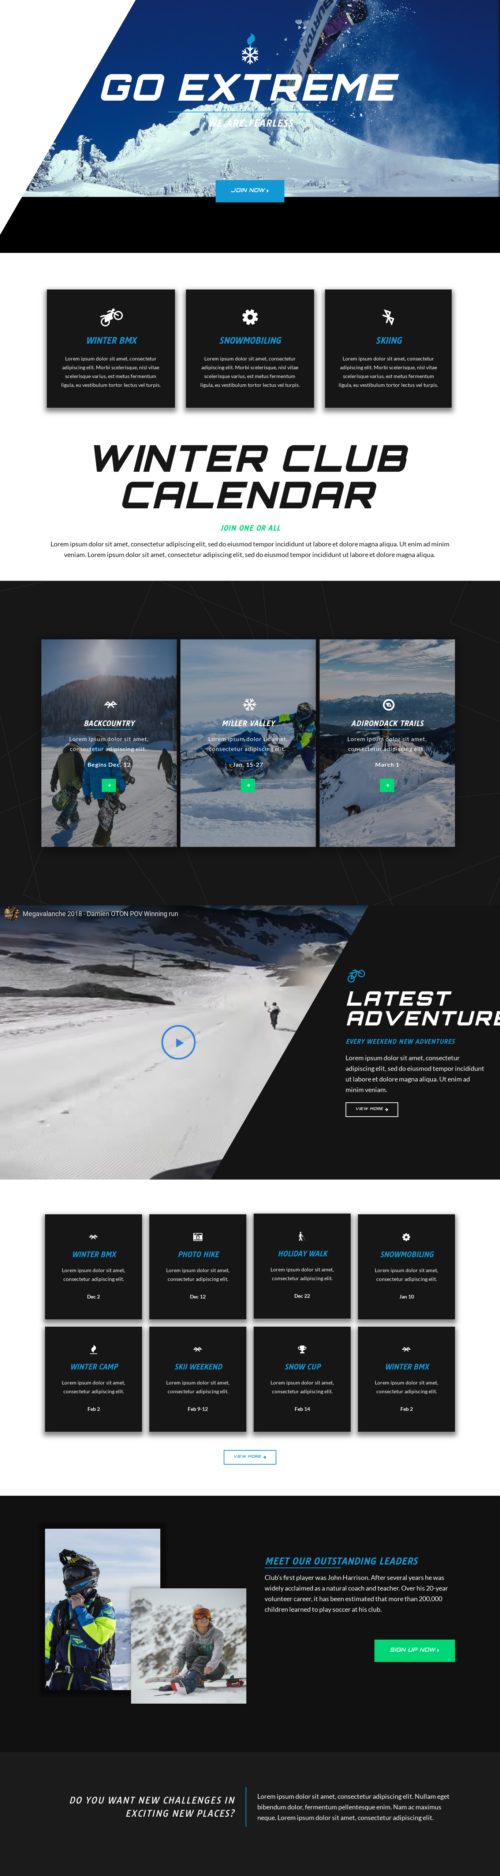 GO EXTREME
WE ARE FEARLESS
JOIN NOW
WINTER BMX
Lorem ipsum dolor sit amet, consectetur
adipiscing elit. Morbi scelerisque, nisl vitae
scelerisque varius, est metus fermentum
ligula, eu vestibulum tortor lectus vel turpis.
SNOWMOBILING
Lorem ipsum dolor sit amet, consectetur
adipiscing elit. Morbi scelerisque, nisl vitae
scelerisque varius, est metus fermentum
ligula, eu vestibulum tortor lectus vel turpis.
SKIING
Lorem ipsum dolor sit amet, consectetur
adipiscing elit. Morbi scelerisque, nisl vitae
scelerisque varius, est metus fermentum
ligula, eu vestibulum tortor lectus vel turpis.
WINTER CLUB
CALENDAR
JOIN ONE OR ALL
Lorem ipsum dolor sit amet, consectetur adipiscing elit, sed do eiusmod tempor incididunt ut labore et dolore magna aliqua. Ut enim ad minim
veniam. Lorem ipsum dolor sit amet, consectetur adipiscing elit, sed do eiusmod tempor incididunt ut labore et dolore magna aliqua.
BACKCOUNTRY
Lorem ipsum dolor sit amet,
consectetur adipiscing elit.
Begins Dec. 12
MILLER VALLEY
Lorem ipsum dolor sit amet,
consectetur adipiscing elit.
Jan. 15-27
ADIRONDACK TRAILS
Lorem ipsum dolor sit amet,
consectetur adipiscing elit.
March 1
Megavalanche 2018 - Damien OTON POV Winning run
LATEST
ADVENTURE
EVERY WEEKEND NEW ADVENTURES
Lorem ipsum dolor sit amet, consectetur
adipiscing elit, sed do eiusmod tempor incididunt
ut labore et dolore magna aliqua. Ut enim ad
minim veniam.
VIEW MORE
WINTER BMX
Lorem ipsum dolor sit amet,
consectetur adipiscing elit.
Dec 2
PHOTO HIKE
Lorem ipsum dolor sit amet,
consectetur adipiscing elit.
Dec 12
HOLIDAY WALK
Lorem ipsum dolor sit amet,
consectetur adipiscing elit.
Dec 22
SNOWMOBILING
Lorem ipsum dolor sit amet,
consectetur adipiscing elit.
Jan 10
WINTER CAMP
Lorem ipsum dolor sit amet,
consectetur adipiscing elit.
Feb 2
SKII WEEKEND
Lorem ipsum dolor sit amet,
consectetur adipiscing elit.
Feb 9-12
SNOW CUP
Lorem ipsum dolor sit amet,
consectetur adipiscing elit.
Feb 14
WINTER BMX
Lorem ipsum dolor sit amet,
consectetur adipiscing elit.
Feb 2
VIEW MORE
MEET OUR OUTSTANDING LEADERS
Club's first player was John Harrison. After several years he was
widely acclaimed as a natural coach and teacher. Over his 20-year
volunteer career, it has been estimated that more than 200,000
children learned to play soccer at his club.
SIGN UP NOW
DO YOU WANT NEW CHALLENGES IN
EXCITING NEW PLACES?
Lorem ipsum dolor sit amet, consectetur adipiscing elit. Nullam eget
bibendum dolor, fermentum pellentesque enim. Nam ac maximus
neque. Lorem ipsum dolor sit amet, consectetur adipiscing elit.